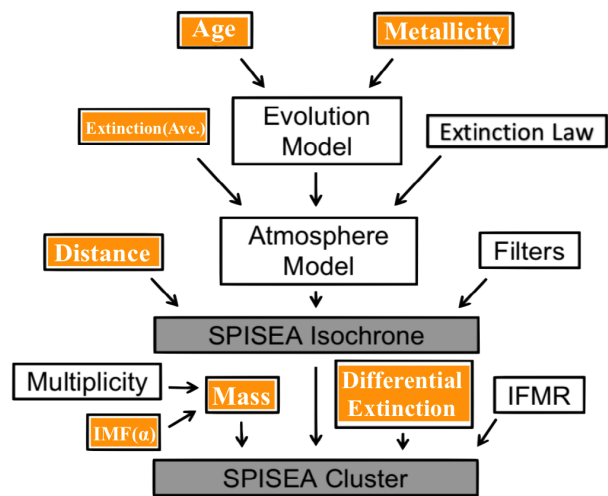 Age
Metallicity
Extinction(Ave.)
Evolution
Model
Extinction Law
Distance
Atmosphere
Model
Filters
SPISEA Isochrone
Multiplicity
Mass
Differential
Extinction
IFMR
IMF(α)
SPISEA Cluster